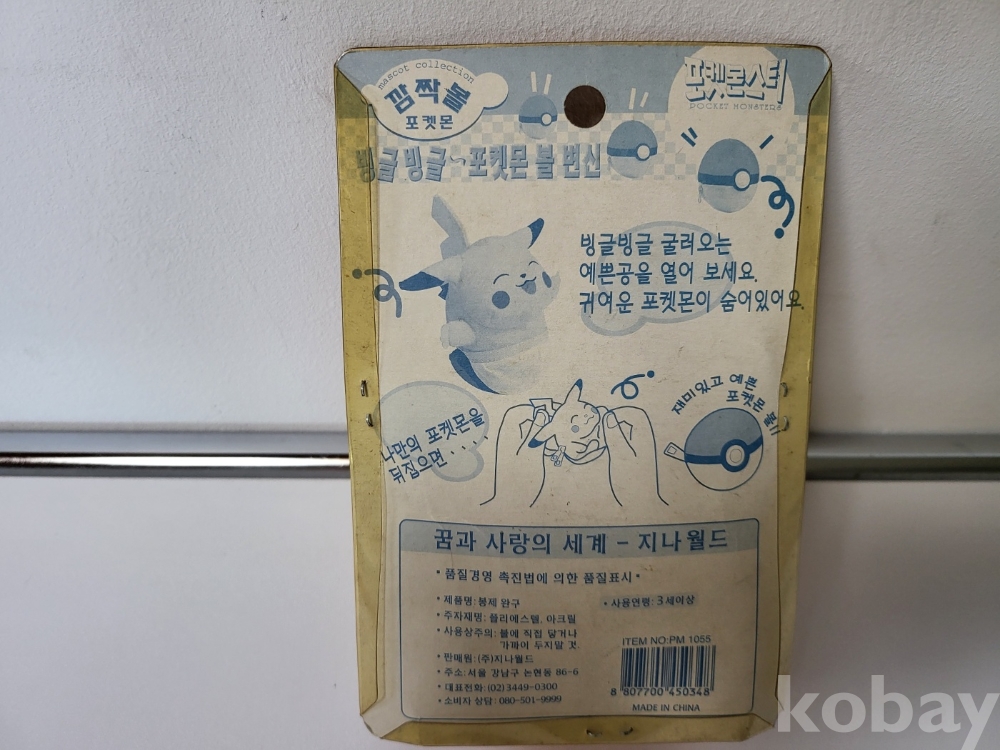 mascot collection
깜짝볼
포켓몬
포켓몬스터
POCKET MONSTERS
빙글빙글~포켓몬 볼 변신
빙글빙글 굴러오는
예쁜공을 열어 보세요.
귀여운 포켓몬이 숨어있어요.
나만의 포켓몬을
뒤집으면····
재미있고 예쁜
포켓몬 볼!!
꿈과 사랑의 세계 - 지나월드
• 품질경영 촉진법에 의한 품질표시 •
• 제품명: 봉제 완구
• 사용연령: 3세이상
• 주자재명: 폴리에스텔, 아크릴
• 사용상주의: 불에 직접 닿거나
가까이 두지말 것.
• 판매원: (주)지나월드
• 주소: 서울 강남구 논현동 86-6
• 대표전화: (02)3449-0300
• 소비자 상담: 080-501-9999
ITEM NO: PM 1055
8 807700 450348
MADE IN CHINA
kobay